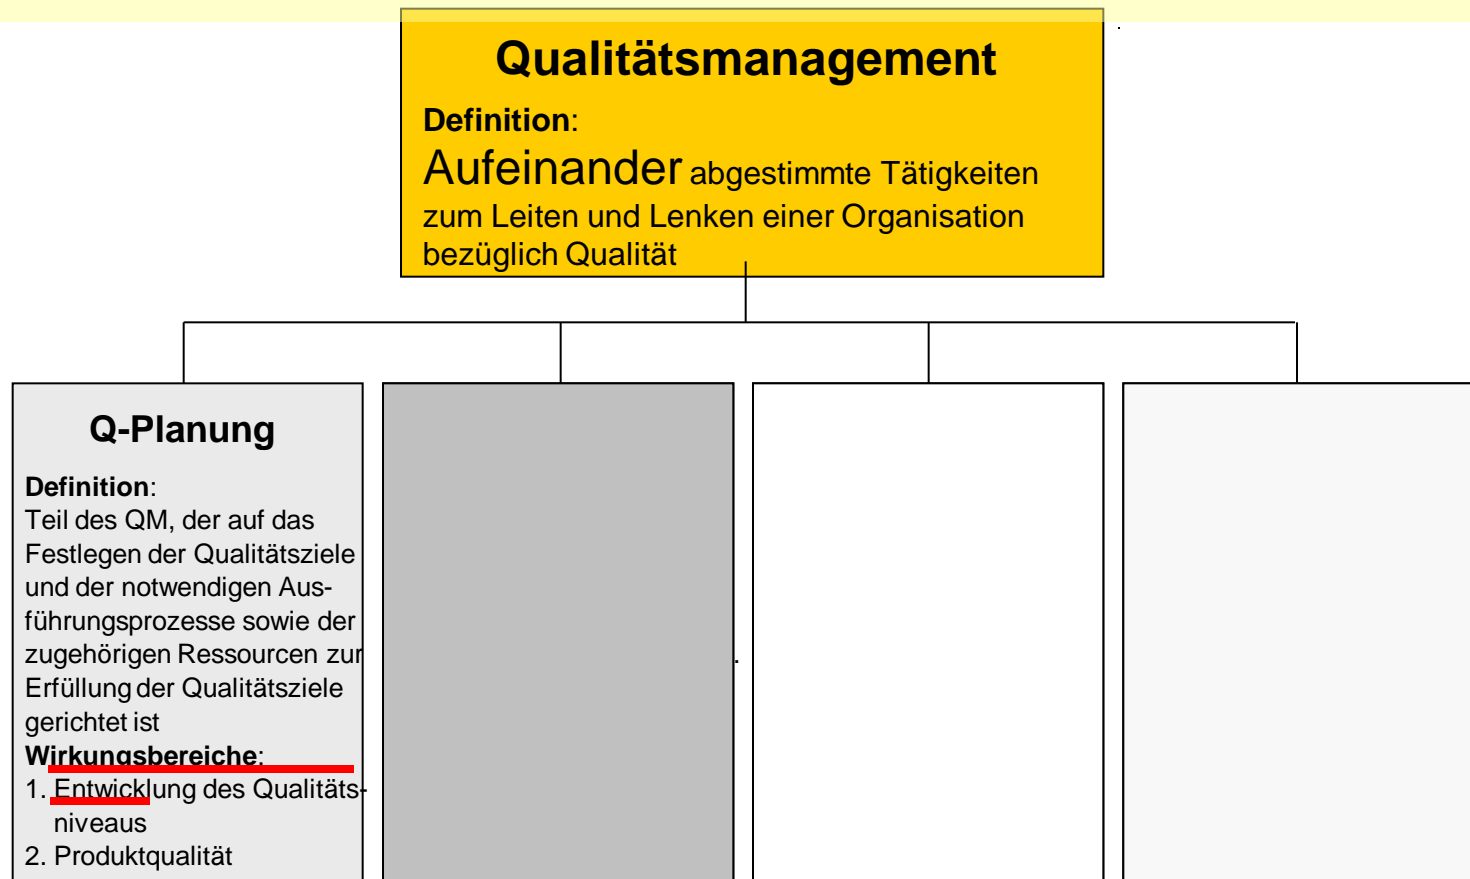 Qualitätsmanagement
Definition:
Aufeinander abgestimmte Tätigkeiten
zum Leiten und Lenken einer Organisation
bezüglich Qualität
Q-Planung
Definition:
Teil des QM, der auf das
Festlegen der Qualitätsziele
und der notwendigen Aus-
führungsprozesse sowie der
zugehörigen Ressourcen zur
Erfüllung der Qualitätsziele
gerichtet ist
Wirkungsbereiche:
1. Entwicklung des Qualitäts-
niveaus
2. Produktqualität